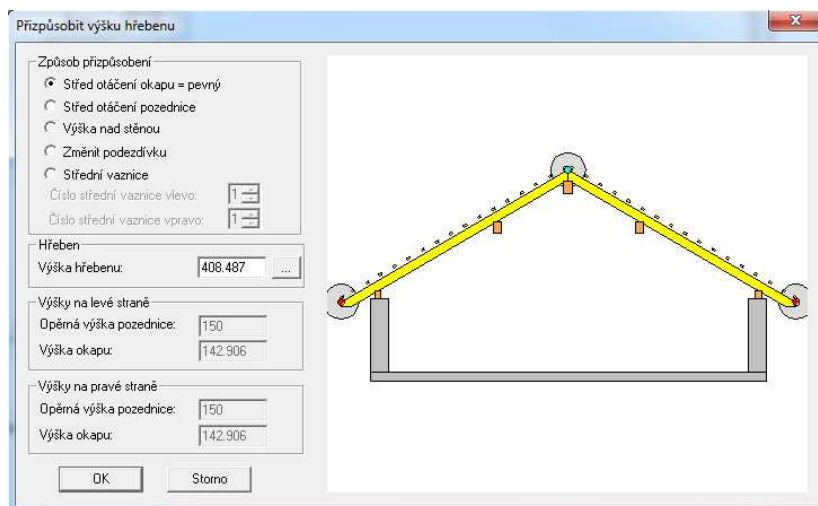 Přizpůsobit výšku hřebenu
Způsob přizpůsobení
Střed otáčení okapu = pevný
Střed otáčení pozednice
Výška nad stěnou
Změnit podezdívku
Střední vaznice
Číslo střední vaznice vlevo: 1
Číslo střední vaznice vpravo: 1
Hřeben
Výška hřebenu: 408.487 ...
Výšky na levé straně
Opěrná výška pozednice: 150
Výška okapu: 142.906
Výšky na pravé straně
Opěrná výška pozednice: 150
Výška okapu: 142.906
OK Storno